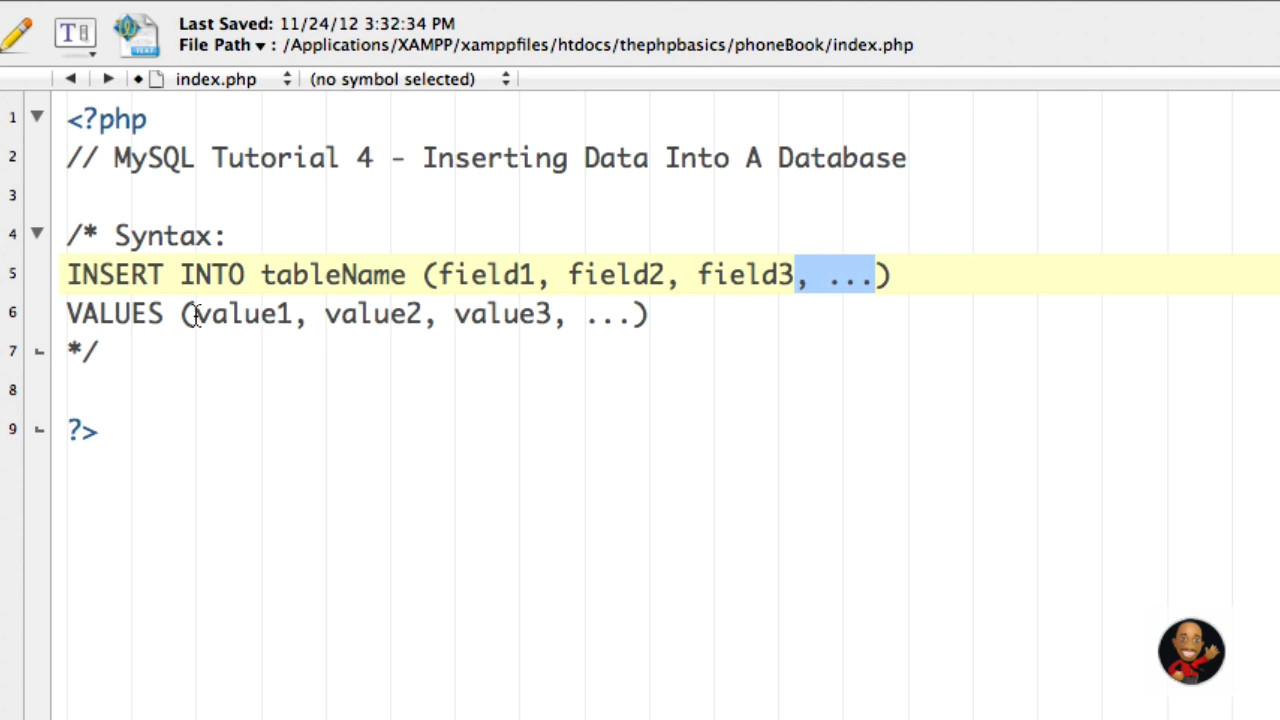 Last Saved: 11/24/12 3:32:34 PM
File Path ▾ : /Applications/XAMPP/xamppfiles/htdocs/thephpbasics/phoneBook/index.php
index.php (no symbol selected)
1 <?php
2 // MySQL Tutorial 4 - Inserting Data Into A Database
3
4 /* Syntax:
5 INSERT INTO tableName (field1, field2, field3, ...)
6 VALUES (value1, value2, value3, ...)
7 */
8
9 ?>